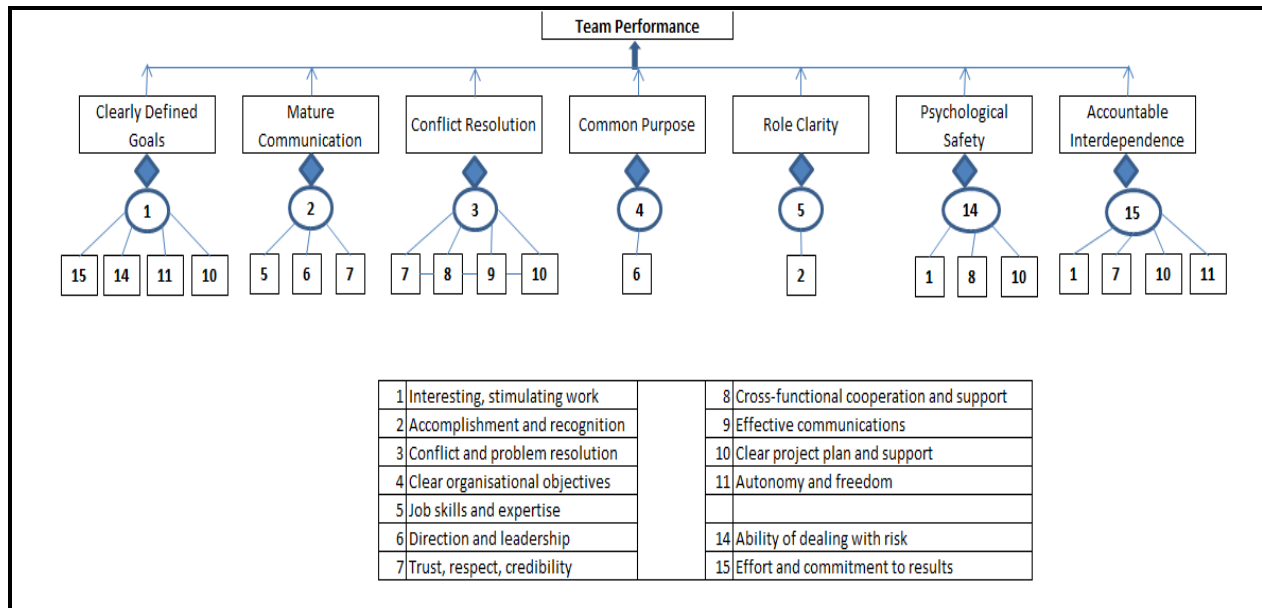 Team Performance
Clearly Defined
Goals
Mature
Communication
Conflict Resolution
Common Purpose
Role Clarity
Psychological
Safety
Accountable
Interdependence
1
2
3
4
5
14
15
15 14 11 10
5 6 7
7 8 9 10
6
2
1 8 10
1 7 10 11
1 Interesting, stimulating work 8 Cross-functional cooperation and support
2 Accomplishment and recognition 9 Effective communications
3 Conflict and problem resolution 10 Clear project plan and support
4 Clear organisational objectives 11 Autonomy and freedom
5 Job skills and expertise
6 Direction and leadership 14 Ability of dealing with risk
7 Trust, respect, credibility 15 Effort and commitment to results